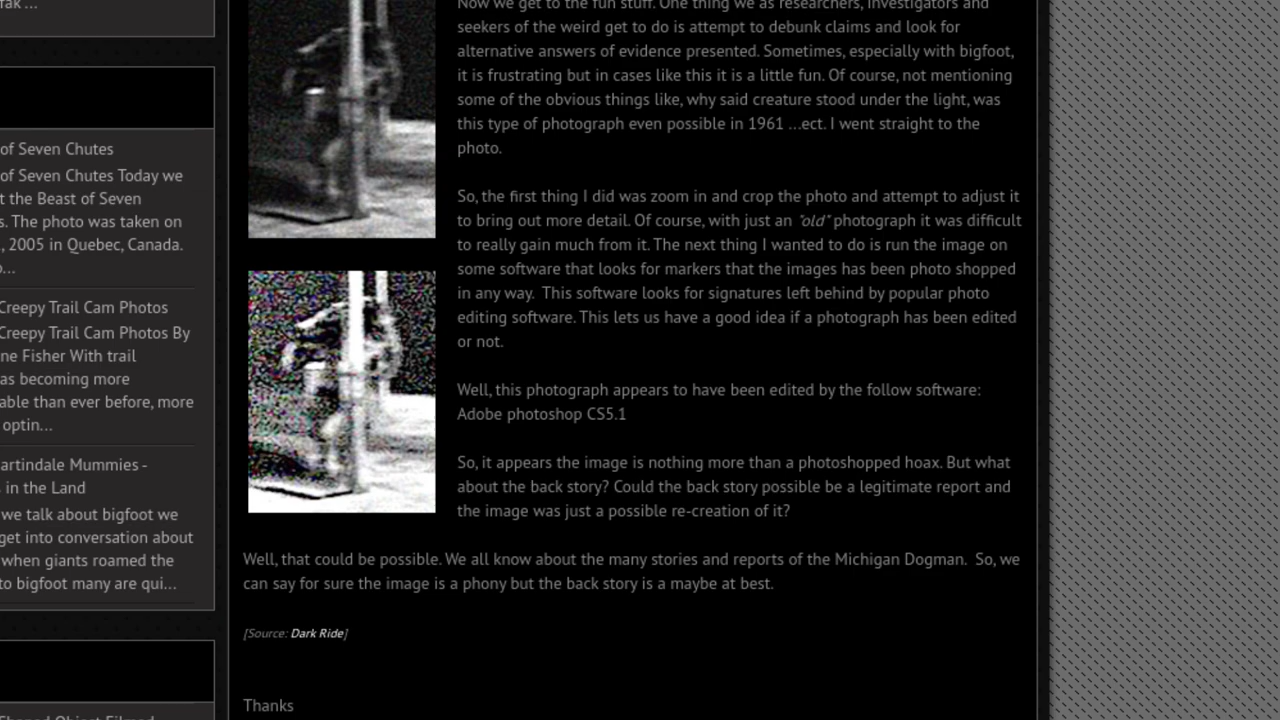 fak ...
of Seven Chutes
of Seven Chutes Today we
t the Beast of Seven
s. The photo was taken on
, 2005 in Quebec, Canada.
o...
Creepy Trail Cam Photos
Creepy Trail Cam Photos By
ne Fisher With trail
as becoming more
able than ever before, more
optin...
artindale Mummies -
s in the Land
we talk about bigfoot we
get into conversation about
when giants roamed the
to bigfoot many are qui...
Now we get to the fun stuff. One thing we as researchers, investigators and
seekers of the weird get to do is attempt to debunk claims and look for
alternative answers of evidence presented. Sometimes, especially with bigfoot,
it is frustrating but in cases like this it is a little fun. Of course, not mentioning
some of the obvious things like, why said creature stood under the light, was
this type of photograph even possible in 1961 ...ect. I went straight to the
photo.
So, the first thing I did was zoom in and crop the photo and attempt to adjust it
to bring out more detail. Of course, with just an "old" photograph it was difficult
to really gain much from it. The next thing I wanted to do is run the image on
some software that looks for markers that the images has been photo shopped
in any way.  This software looks for signatures left behind by popular photo
editing software. This lets us have a good idea if a photograph has been edited
or not.
Well, this photograph appears to have been edited by the follow software:
Adobe photoshop CS5.1
So, it appears the image is nothing more than a photoshopped hoax. But what
about the back story? Could the back story possible be a legitimate report and
the image was just a possible re-creation of it?
Well, that could be possible. We all know about the many stories and reports of the Michigan Dogman.  So, we
can say for sure the image is a phony but the back story is a maybe at best.
[Source: Dark Ride]
Thanks